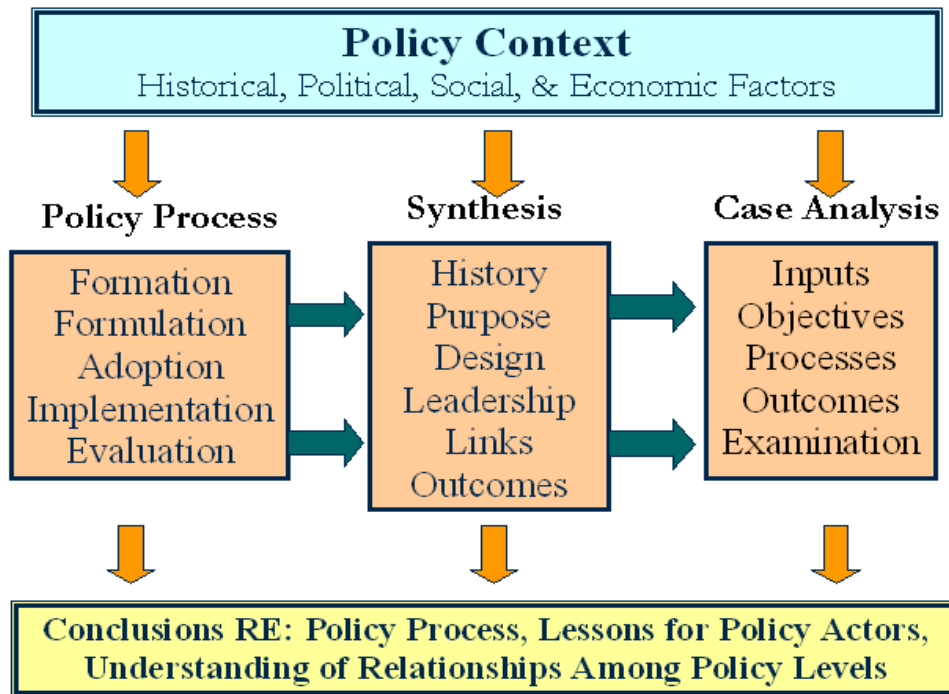 Policy Context
Historical, Political, Social, & Economic Factors
Policy Process
Formation
Formulation
Adoption
Implementation
Evaluation
Synthesis
History
Purpose
Design
Leadership
Links
Outcomes
Case Analysis
Inputs
Objectives
Processes
Outcomes
Examination
Conclusions RE: Policy Process, Lessons for Policy Actors,
Understanding of Relationships Among Policy Levels